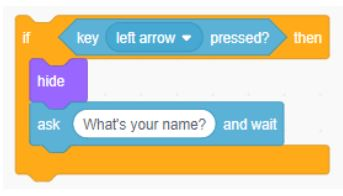 if key left arrow pressed? then
hide
ask What's your name? and wait